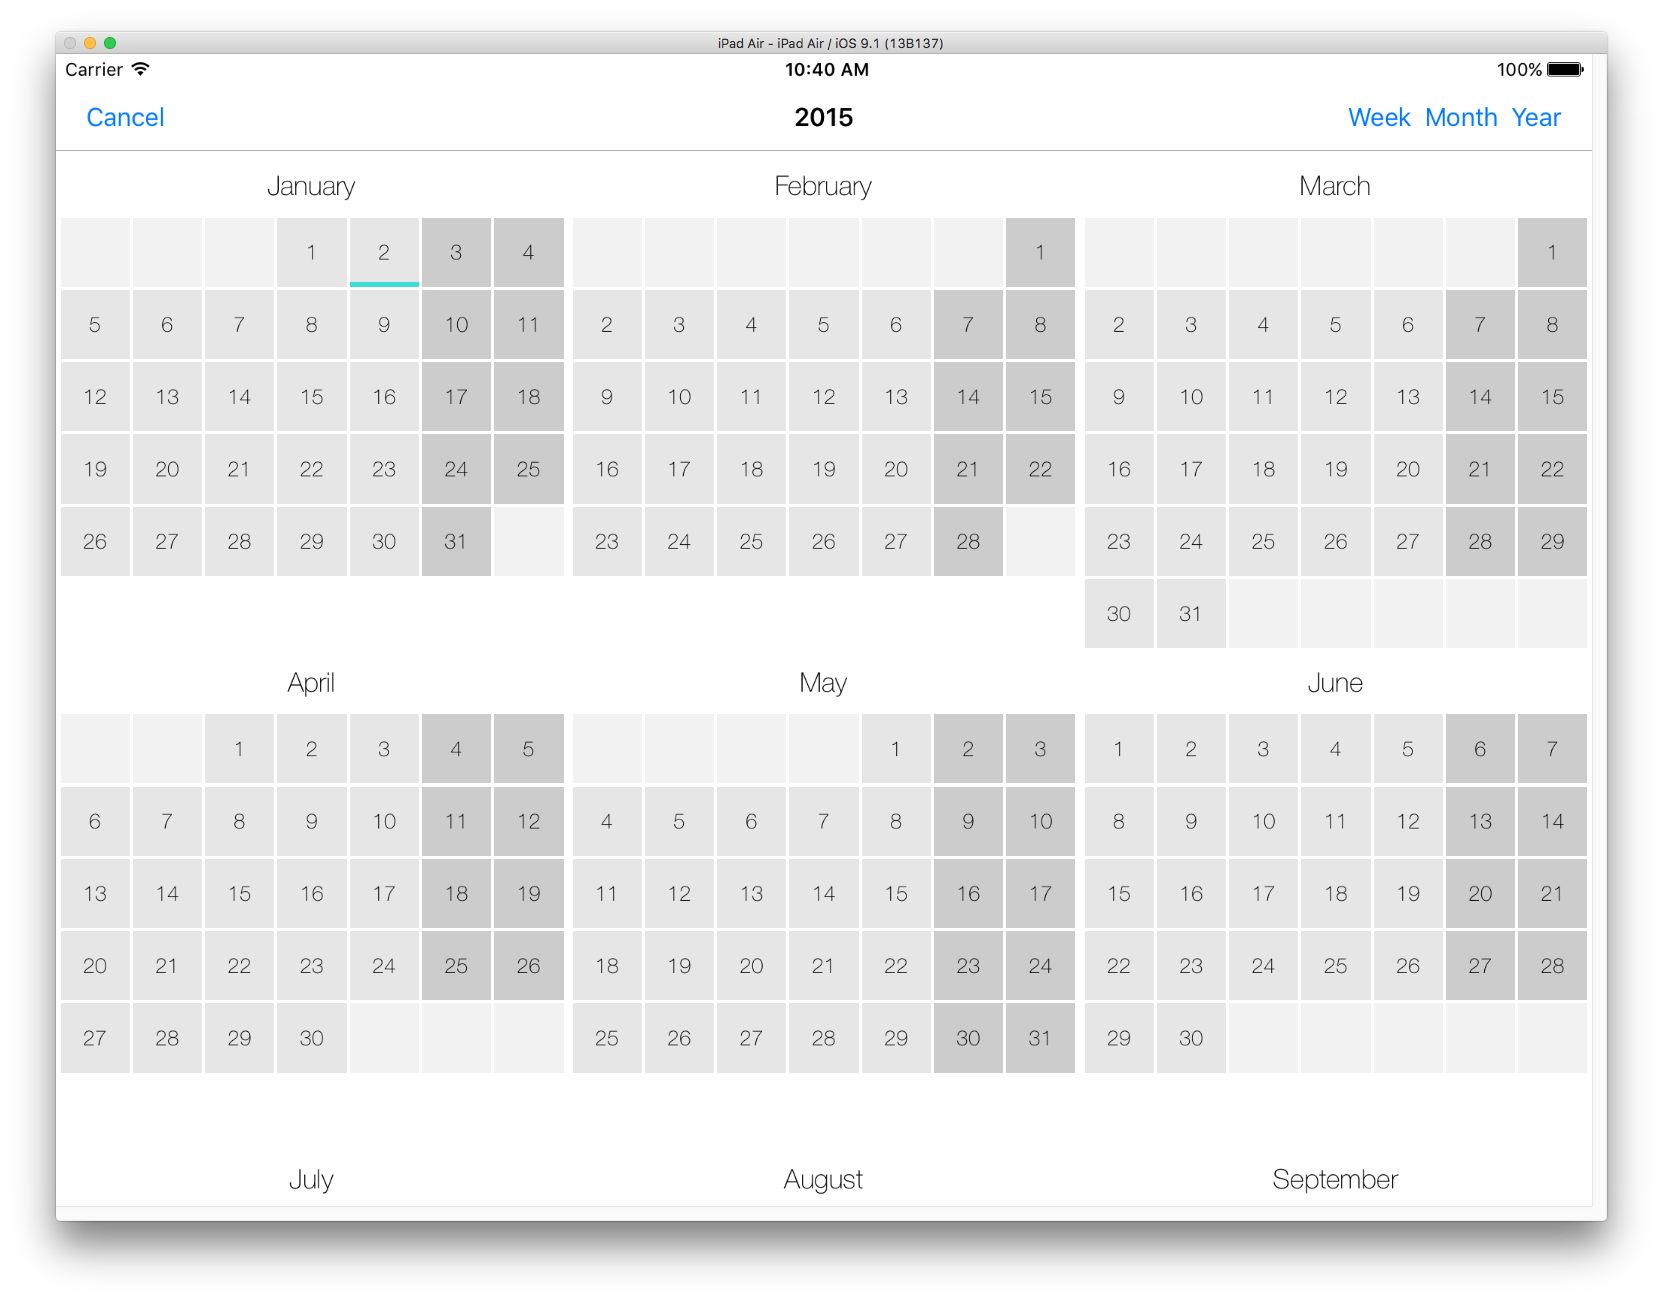 iPad Air - iPad Air / iOS 9.1 (13B137)
Carrier 10:40 AM 100%
Cancel 2015 Week Month Year
January February March
1 2 3 4 1 1
5 6 7 8 9 10 11 2 3 4 5 6 7 8 2 3 4 5 6 7 8
12 13 14 15 16 17 18 9 10 11 12 13 14 15 9 10 11 12 13 14 15
19 20 21 22 23 24 25 16 17 18 19 20 21 22 16 17 18 19 20 21 22
26 27 28 29 30 31 23 24 25 26 27 28 23 24 25 26 27 28 29
30 31
April May June
1 2 3 4 5 1 2 3 1 2 3 4 5 6 7
6 7 8 9 10 11 12 4 5 6 7 8 9 10 8 9 10 11 12 13 14
13 14 15 16 17 18 19 11 12 13 14 15 16 17 15 16 17 18 19 20 21
20 21 22 23 24 25 26 18 19 20 21 22 23 24 22 23 24 25 26 27 28
27 28 29 30 25 26 27 28 29 30 31 29 30
July August September